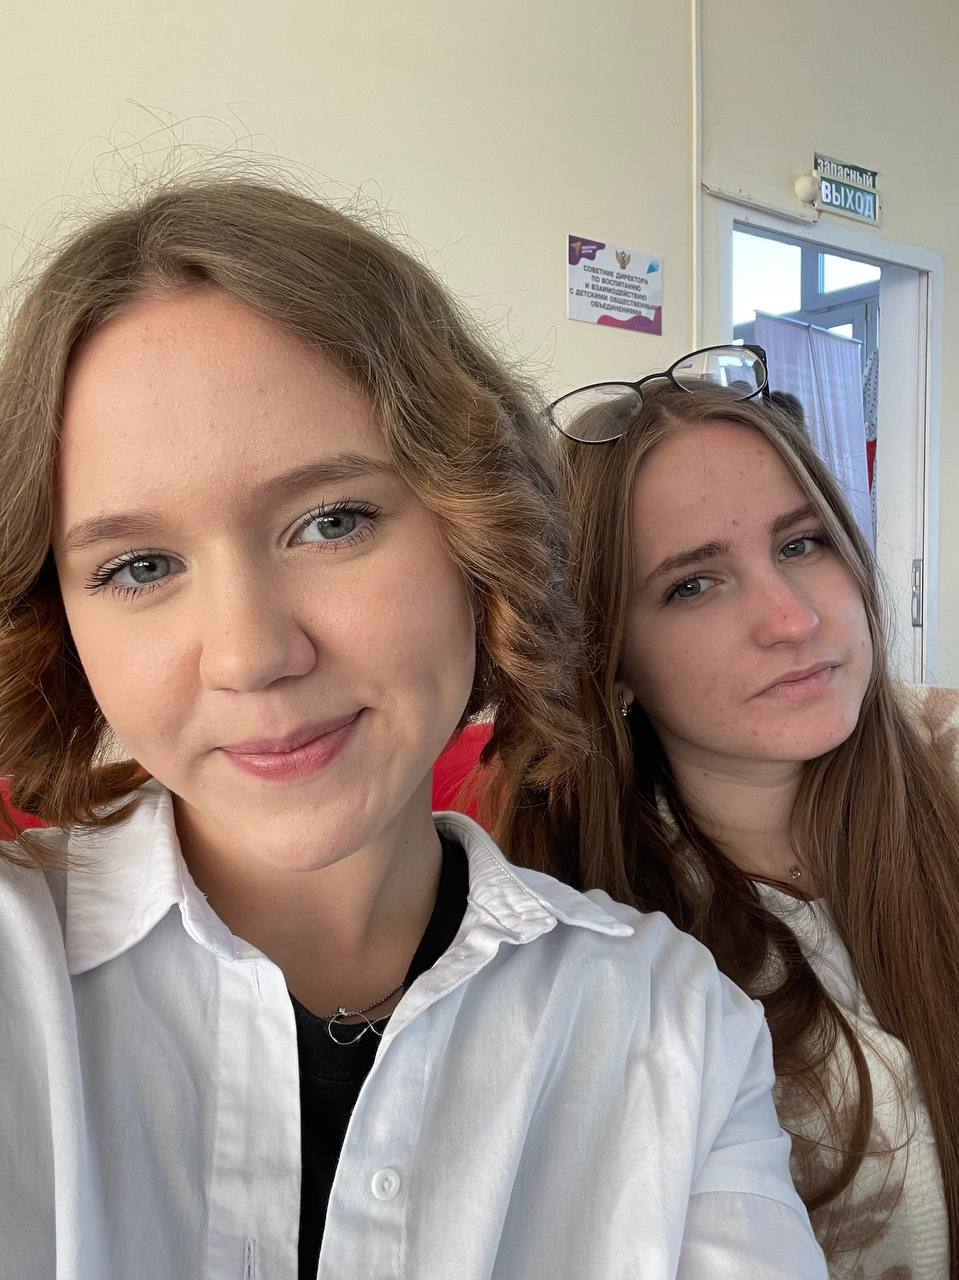 запасный
ВЫХОД
СОВЕТНИК ДИРЕКТОРА
ПО ВОСПИТАНИЮ
И ВЗАИМОДЕЙСТВИЮ
С ДЕТСКИМИ ОБЩЕСТВЕННЫМИ
ОБЪЕДИНЕНИЯМИ